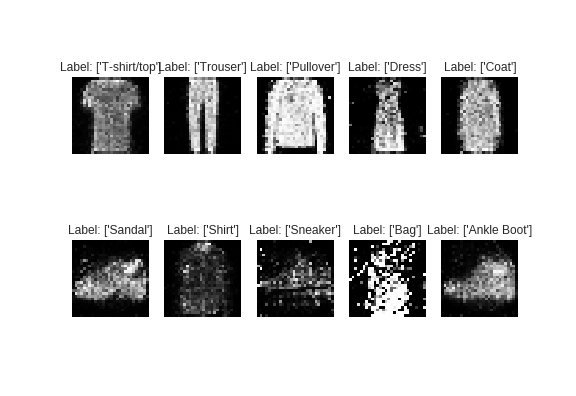 Label: ['T-shirt/top'] Label: ['Trouser'] Label: ['Pullover'] Label: ['Dress'] Label: ['Coat']
Label: ['Sandal'] Label: ['Shirt'] Label: ['Sneaker'] Label: ['Bag'] Label: ['Ankle Boot']